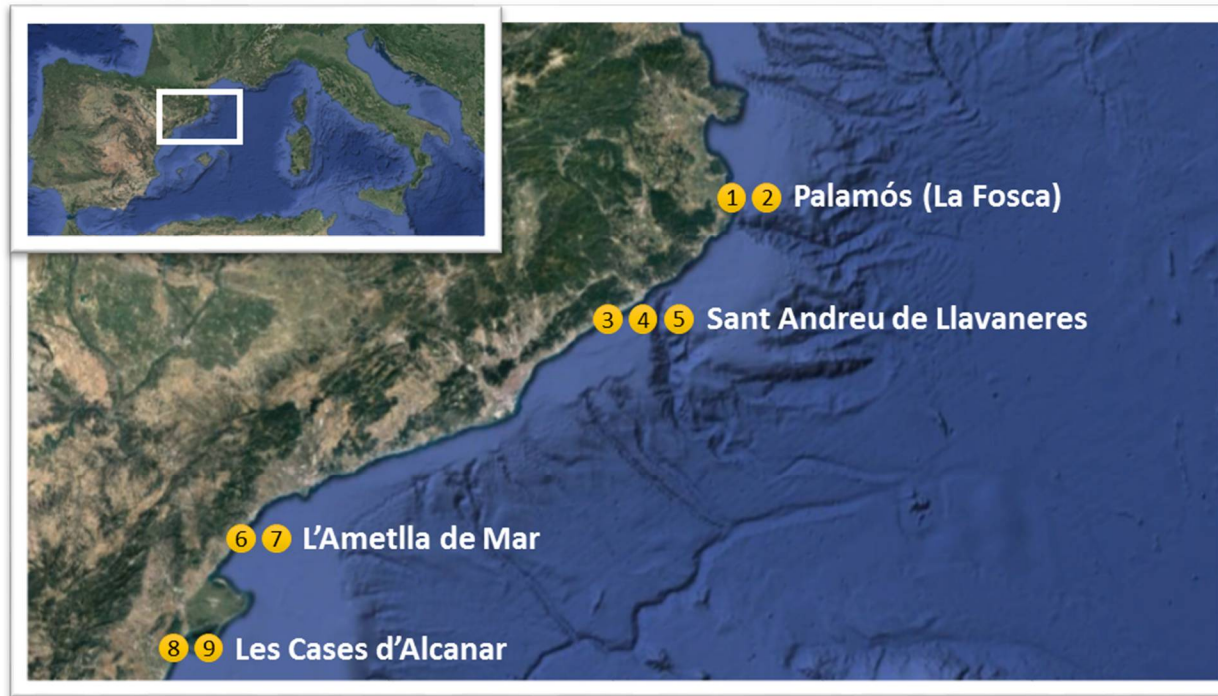 1 2 Palamós (La Fosca)
3 4 5 Sant Andreu de Llavaneres
6 7 L'Ametlla de Mar
8 9 Les Cases d'Alcanar